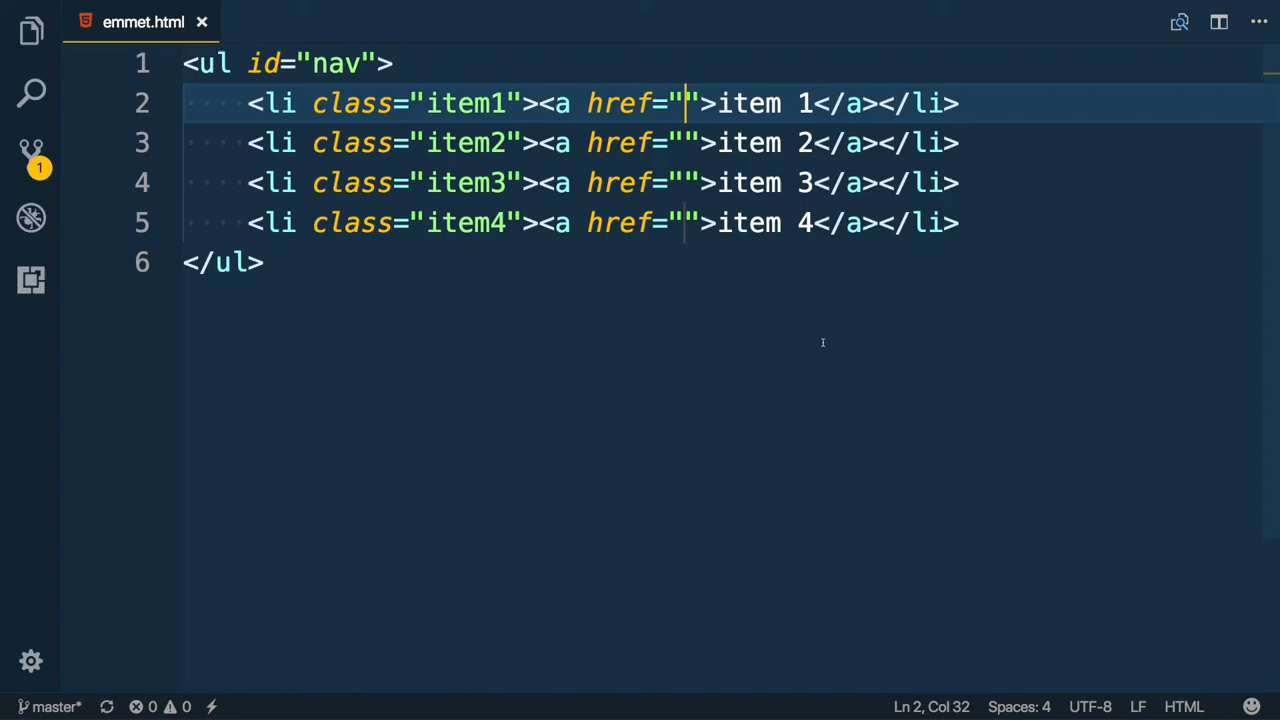 emmet.html
1 <ul id="nav">
2 <li class="item1"><a href="">item 1</a></li>
3 <li class="item2"><a href="">item 2</a></li>
4 <li class="item3"><a href="">item 3</a></li>
5 <li class="item4"><a href="">item 4</a></li>
6 </ul>
1
master* 0 0 Ln 2, Col 32 Spaces: 4 UTF-8 LF HTML